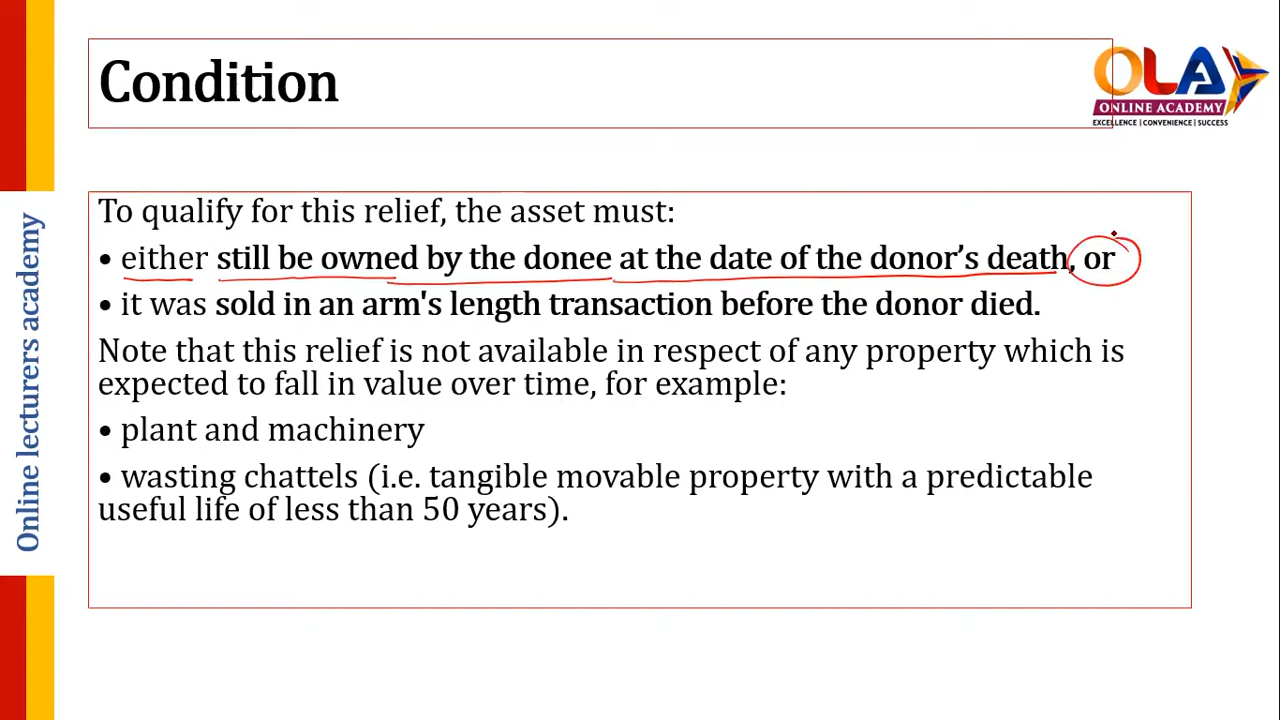 Condition
OLA
ONLINE ACADEMY
EXCELLENCE | CONVENIENCE | SUCCESS
Online lecturers academy
To qualify for this relief, the asset must:
• either still be owned by the donee at the date of the donor’s death, or
• it was sold in an arm's length transaction before the donor died.
Note that this relief is not available in respect of any property which is
expected to fall in value over time, for example:
• plant and machinery
• wasting chattels (i.e. tangible movable property with a predictable
useful life of less than 50 years).